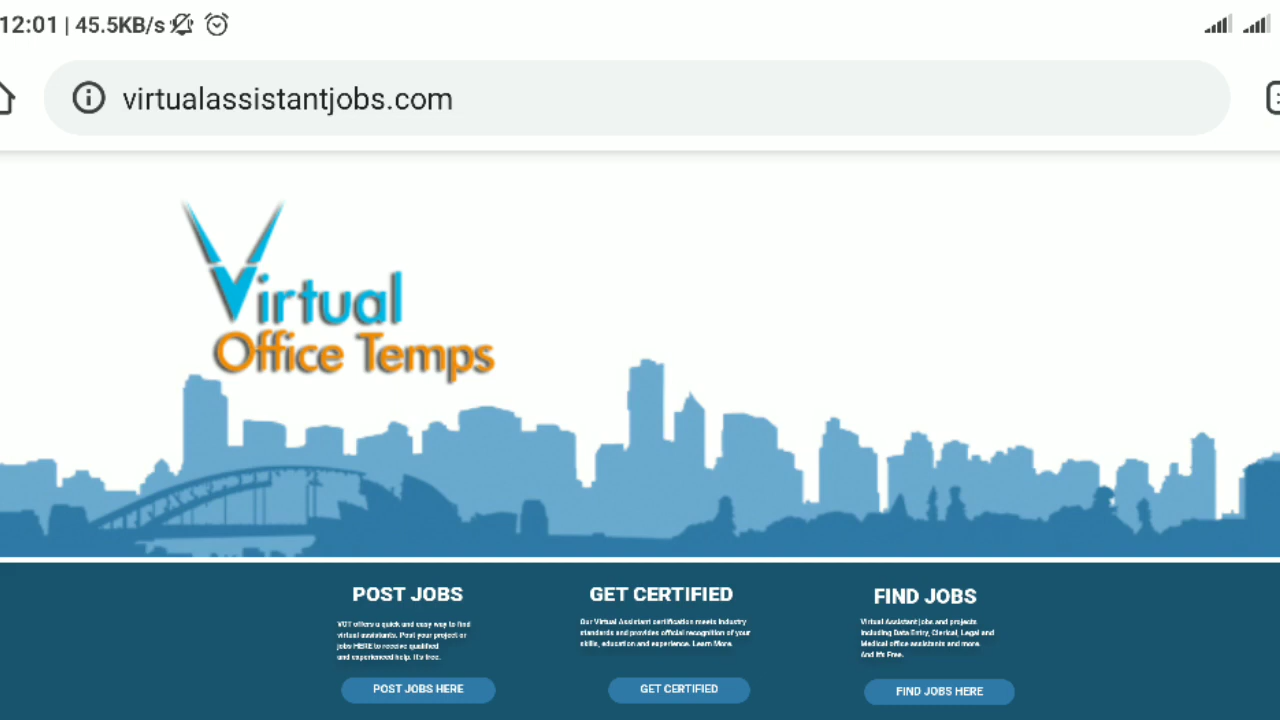 12:01 | 45.5KB/s
virtualassistantjobs.com
Virtual
Office Temps
POST JOBS
VOT offers a quick and easy way to find
virtual assistants. Post your project or
jobs HERE to receive qualified
and experienced help. It's free.
POST JOBS HERE
GET CERTIFIED
Our Virtual Assistant certification meets industry
standards and provides official recognition of your
skills, education and experience. Learn More.
GET CERTIFIED
FIND JOBS
Virtual Assistant jobs and projects
including Data Entry, Clerical, Legal and
Medical office assistants and more.
And it's Free.
FIND JOBS HERE